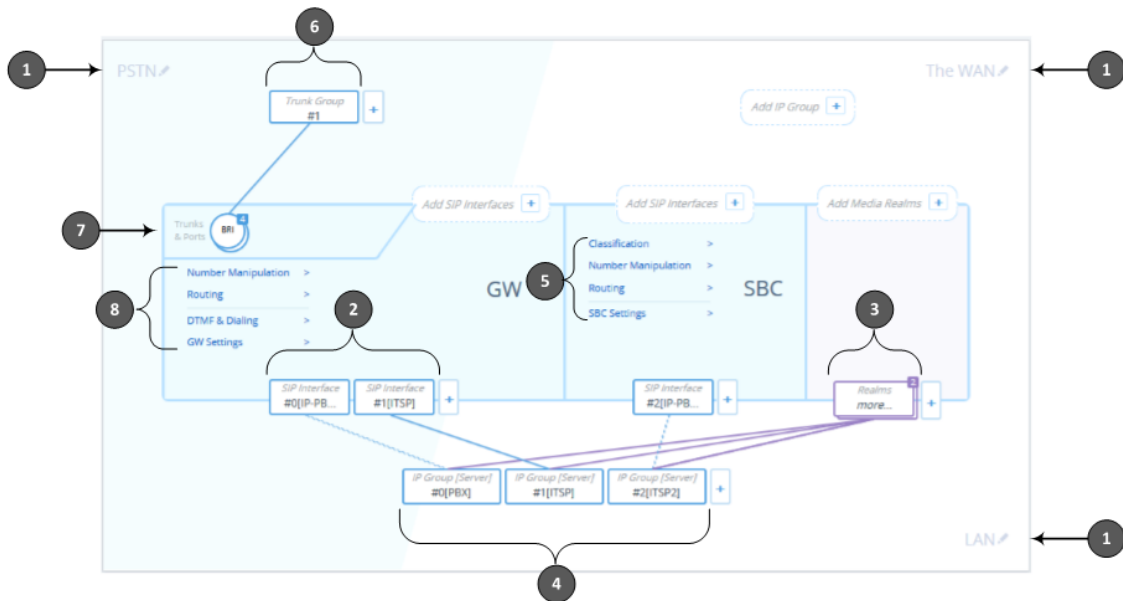 6
1
PSTN
The WAN
1
Trunk Group
#1
+
Add IP Group +
Add SIP Interfaces +
Add SIP Interfaces +
Add Media Realms +
7
Trunks
& Ports
BRI
4
8
Number Manipulation >
Routing >
DTMF & Dialing >
GW Settings >
GW
5
Classification >
Number Manipulation >
Routing >
SBC Settings >
SBC
2
3
SIP Interface
#0[IP-PB...
SIP Interface
#1[ITSP]
+
SIP Interface
#2[IP-PB...
+
Realms
more...
+
IP Group [Server]
#0[PBX]
IP Group [Server]
#1[ITSP]
IP Group [Server]
#2[ITSP2]
+
4
LAN
1